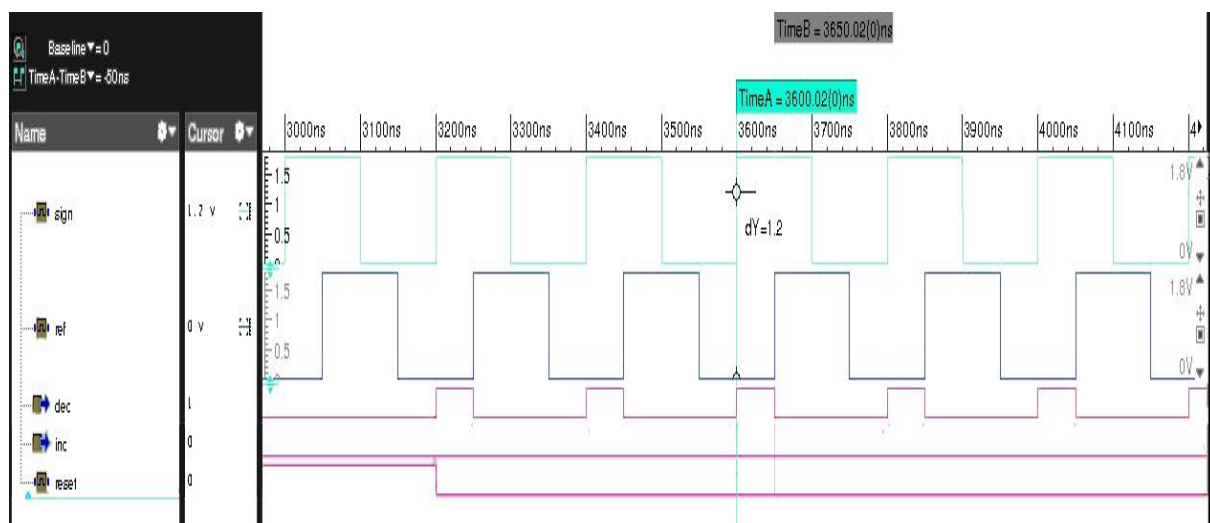 TimeB = 3650.02(0)ns
Baseline▼= 0
TimeA-TimeB▼= -50ns
TimeA = 3600.02(0)ns
Name Cursor 3000ns 3100ns 3200ns 3300ns 3400ns 3500ns 3600ns 3700ns 3800ns 3900ns 4000ns 4100ns 4
1.5 1.8V
sign 1.2 v 1
dY=1.2
0.5
0 0V
1.5 1.8V
ref 0 v 1
0.5
0 0V
dec 1
inc 0
reset 0